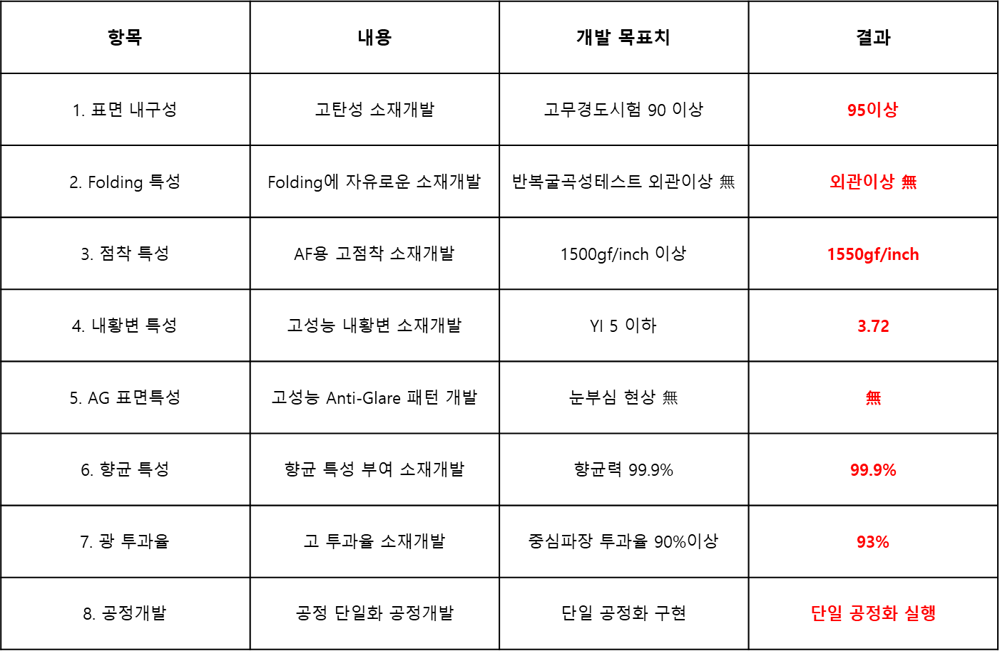 항목 내용 개발 목표치 결과
1. 표면 내구성 고탄성 소재개발 고무경도시험 90 이상 95이상
2. Folding 특성 Folding에 자유로운 소재개발 반복굴곡성테스트 외관이상 無 외관이상 無
3. 점착 특성 AF용 고점착 소재개발 1500gf/inch 이상 1550gf/inch
4. 내황변 특성 고성능 내황변 소재개발 YI 5 이하 3.72
5. AG 표면특성 고성능 Anti-Glare 패턴 개발 눈부심 현상 無 無
6. 향균 특성 향균 특성 부여 소재개발 향균력 99.9% 99.9%
7. 광 투과율 고 투과율 소재개발 중심파장 투과율 90%이상 93%
8. 공정개발 공정 단일화 공정개발 단일 공정화 구현 단일 공정화 실행